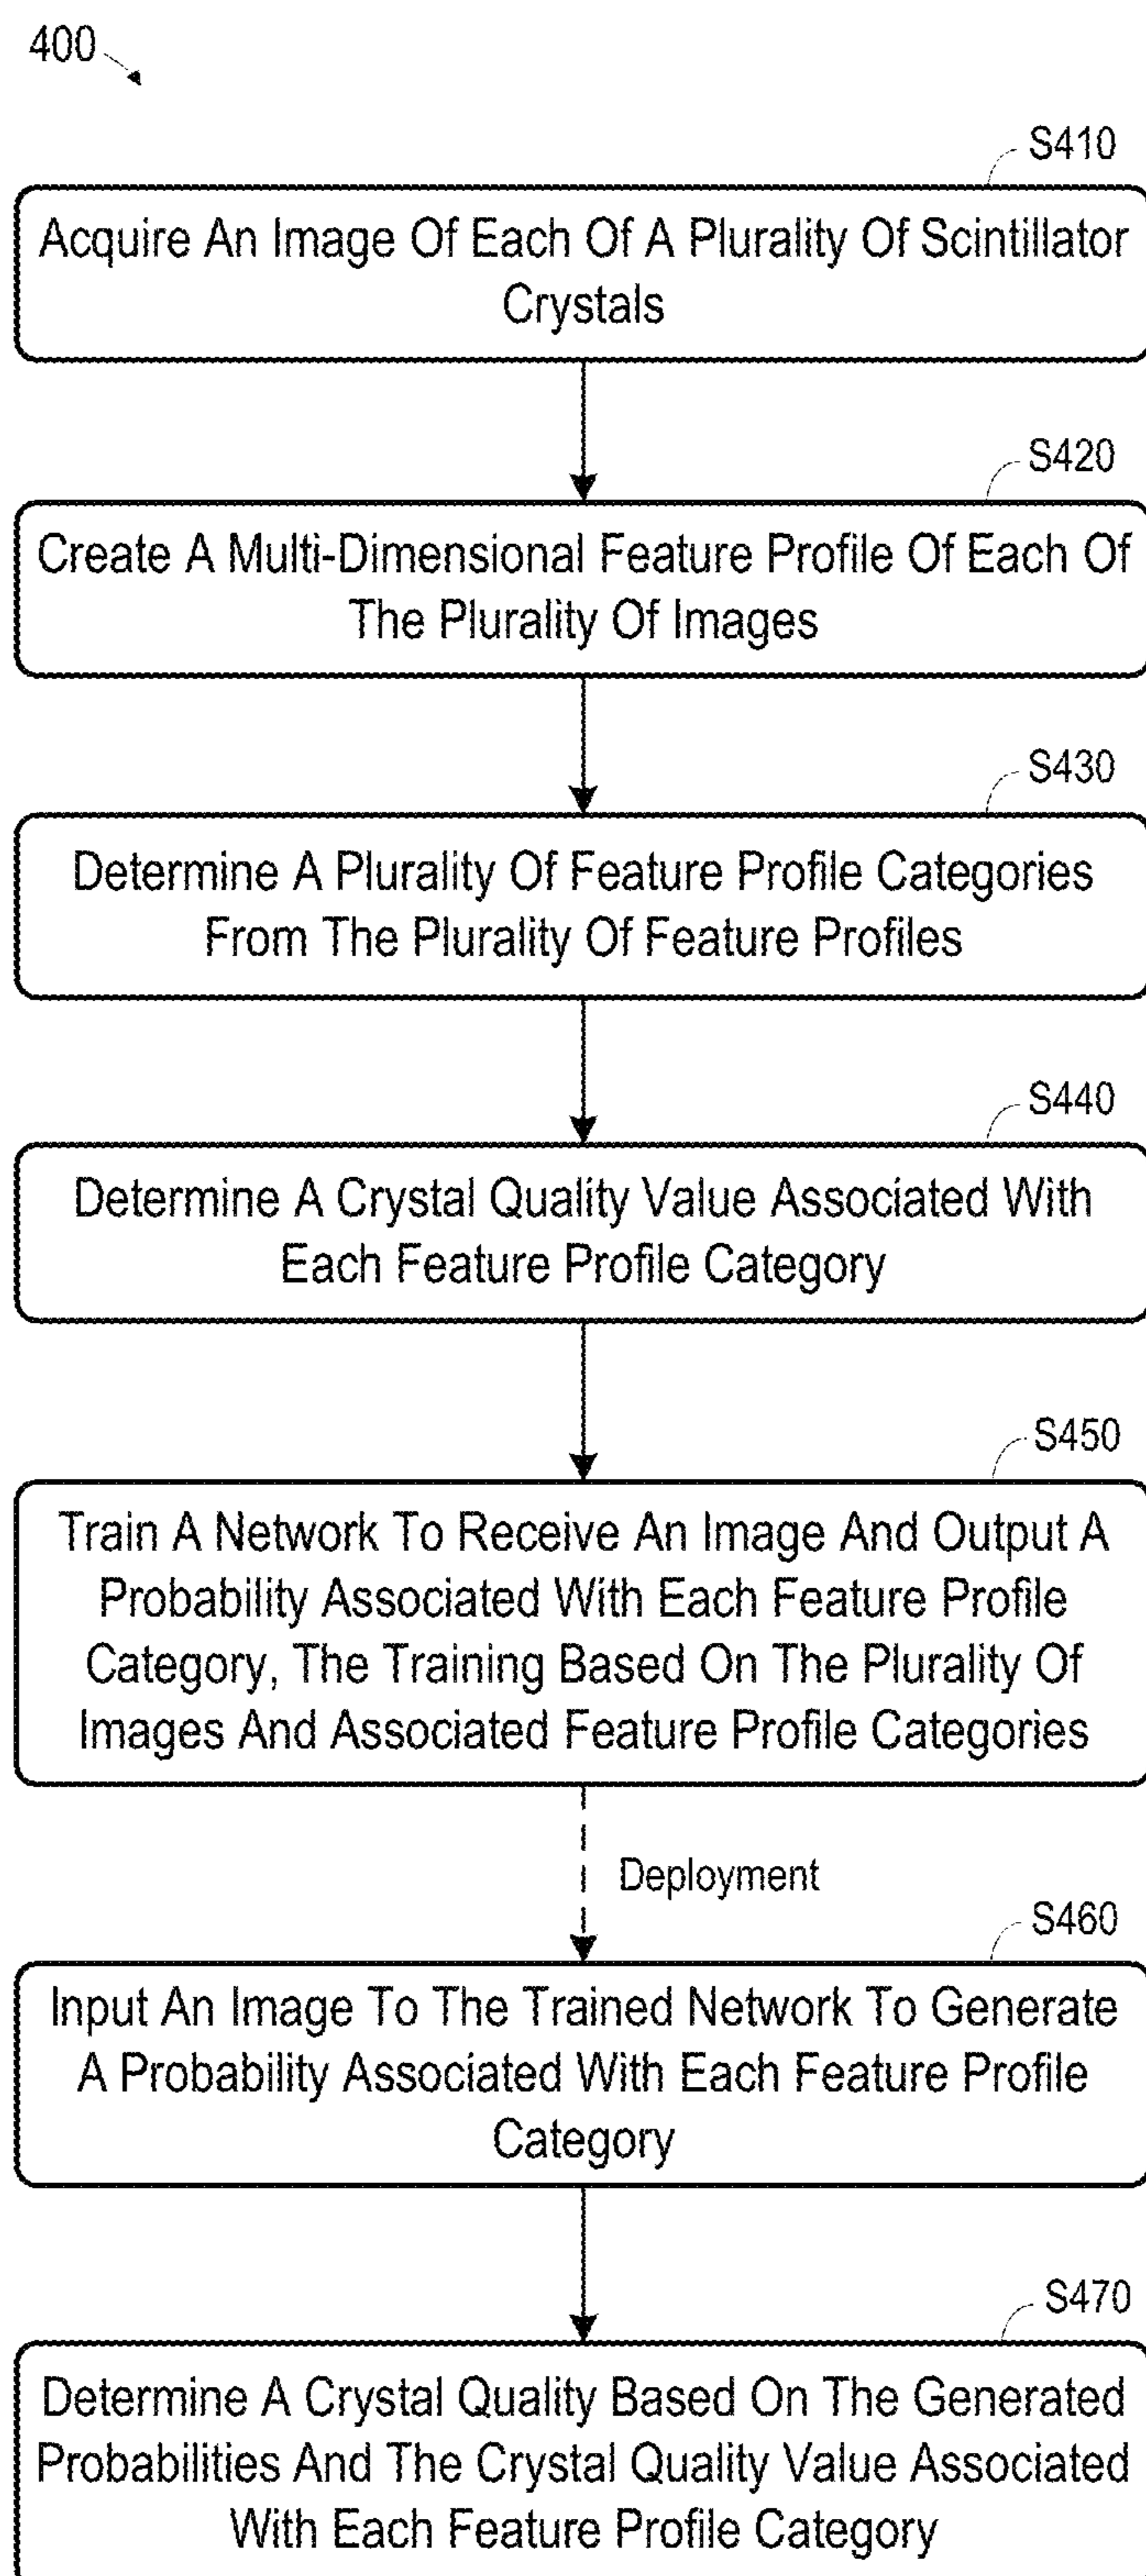 400
S410
Acquire An Image Of Each Of A Plurality Of Scintillator
Crystals
S420
Create A Multi-Dimensional Feature Profile Of Each Of
The Plurality Of Images
S430
Determine A Plurality Of Feature Profile Categories
From The Plurality Of Feature Profiles
S440
Determine A Crystal Quality Value Associated With
Each Feature Profile Category
S450
Train A Network To Receive An Image And Output A
Probability Associated With Each Feature Profile
Category, The Training Based On The Plurality Of
Images And Associated Feature Profile Categories
Deployment
S460
Input An Image To The Trained Network To Generate
A Probability Associated With Each Feature Profile
Category
S470
Determine A Crystal Quality Based On The Generated
Probabilities And The Crystal Quality Value Associated
With Each Feature Profile Category